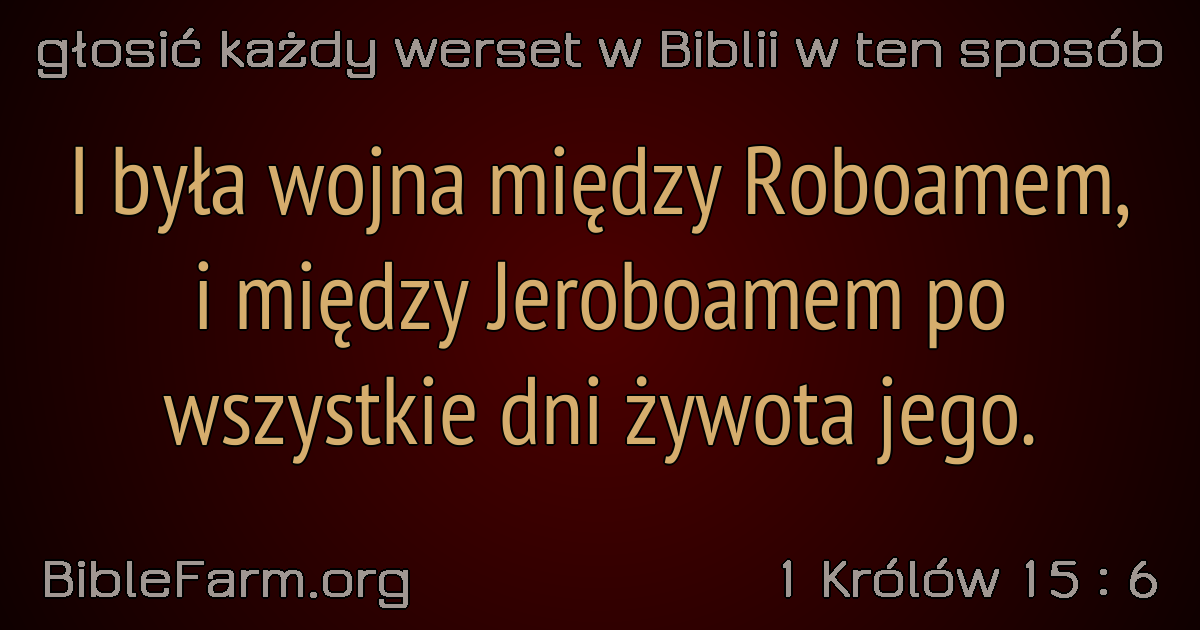 głosić każdy werset w Biblii w ten sposób
I była wojna między Roboamem,
i między Jeroboamem po
wszystkie dni żywota jego.
BibleFarm.org
1 Królów 15 : 6